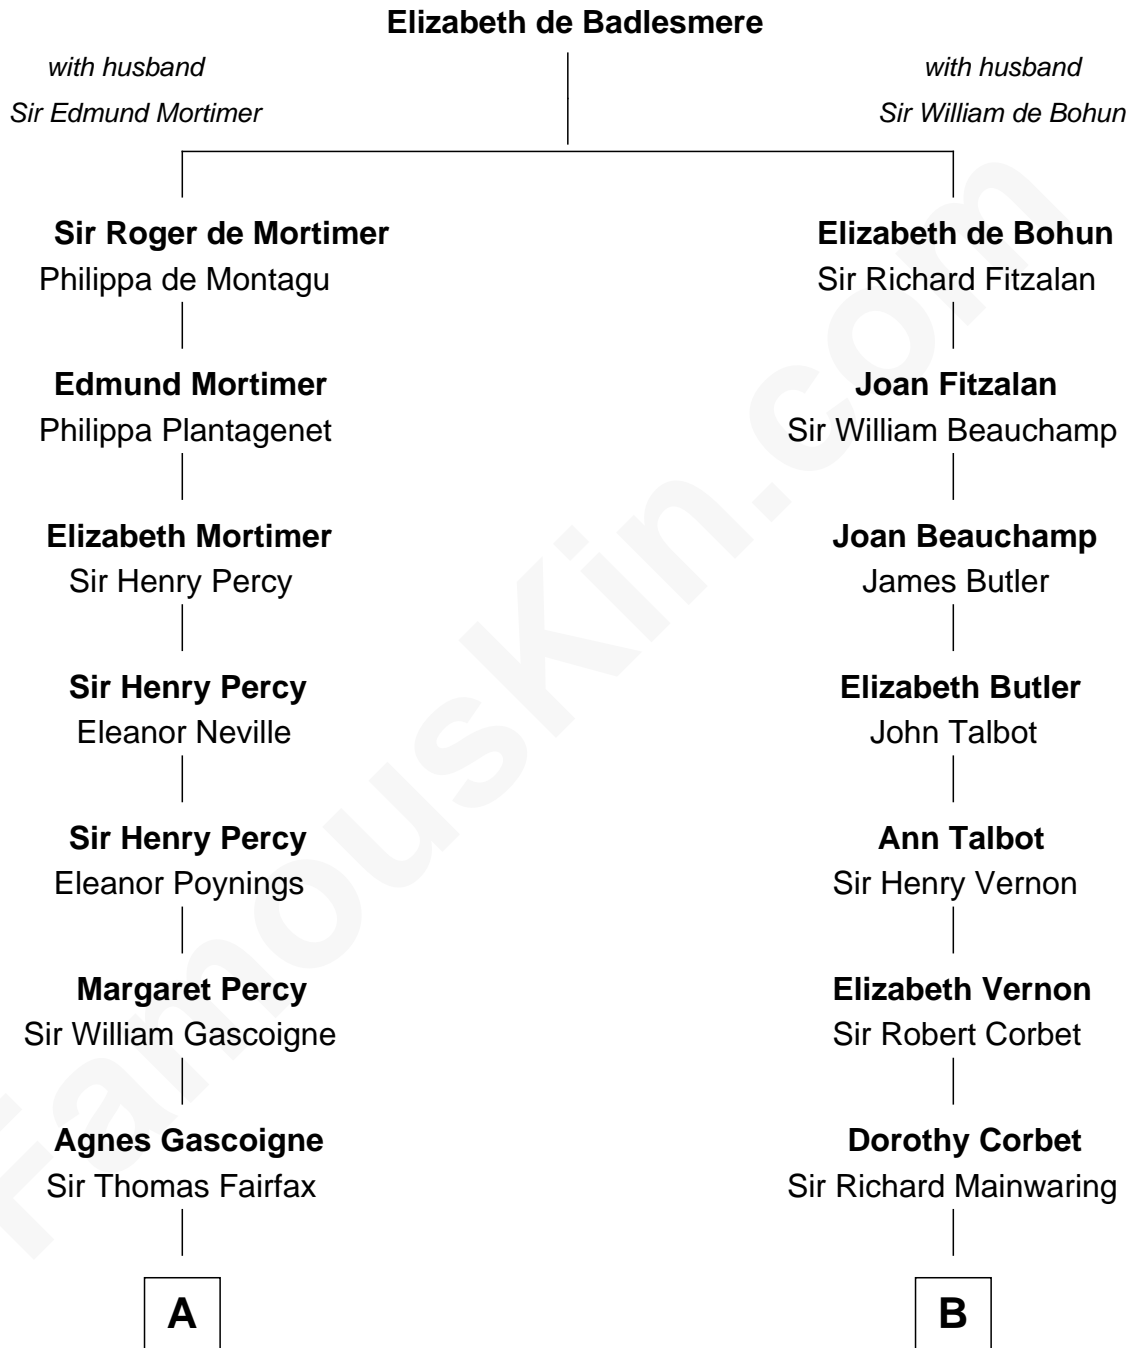 Elizabeth de Badlesmere
with husband
Sir Edmund Mortimer
with husband
Sir William de Bohun
Sir Roger de Mortimer
Philippa de Montagu
Elizabeth de Bohun
Sir Richard Fitzalan
Edmund Mortimer
Philippa Plantagenet
Joan Fitzalan
Sir William Beauchamp
Elizabeth Mortimer
Sir Henry Percy
Joan Beauchamp
James Butler
Sir Henry Percy
Eleanor Neville
Elizabeth Butler
John Talbot
Sir Henry Percy
Eleanor Poynings
Ann Talbot
Sir Henry Vernon
Margaret Percy
Sir William Gascoigne
Elizabeth Vernon
Sir Robert Corbet
Agnes Gascoigne
Sir Thomas Fairfax
Dorothy Corbet
Sir Richard Mainwaring
A
B
FamousKin.com